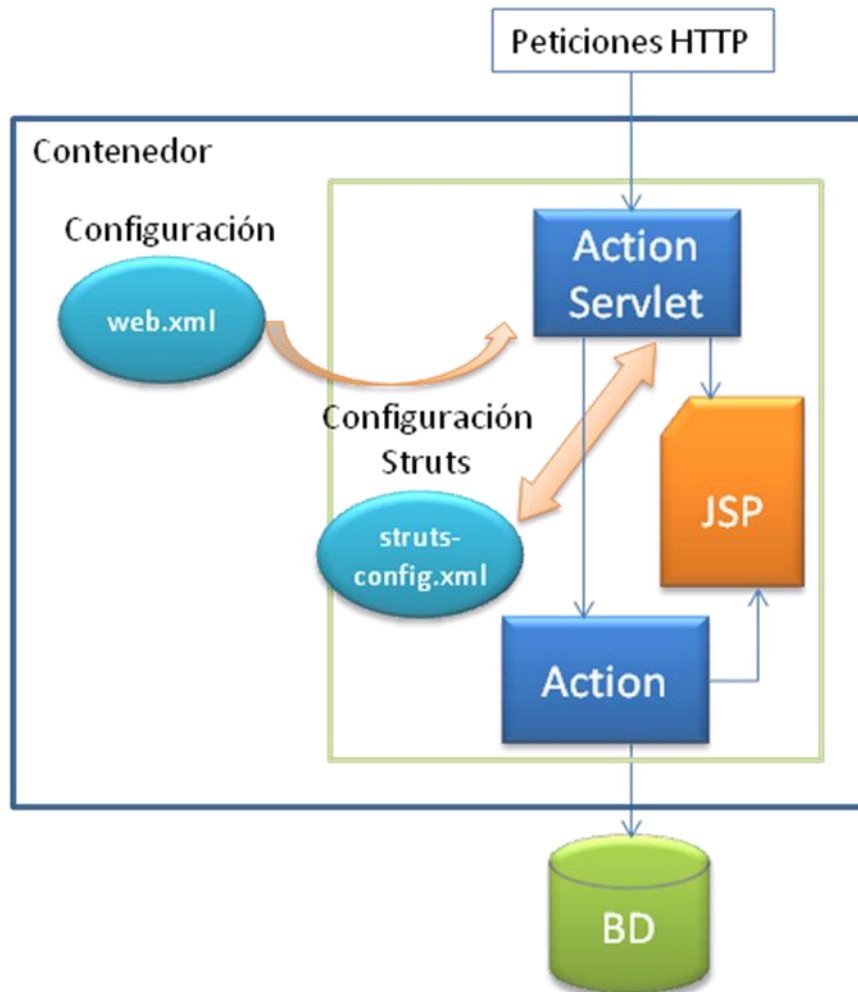 Peticiones HTTP
Contenedor
Configuración
web.xml
Action
Servlet
Configuración
Struts
struts-
config.xml
JSP
Action
BD